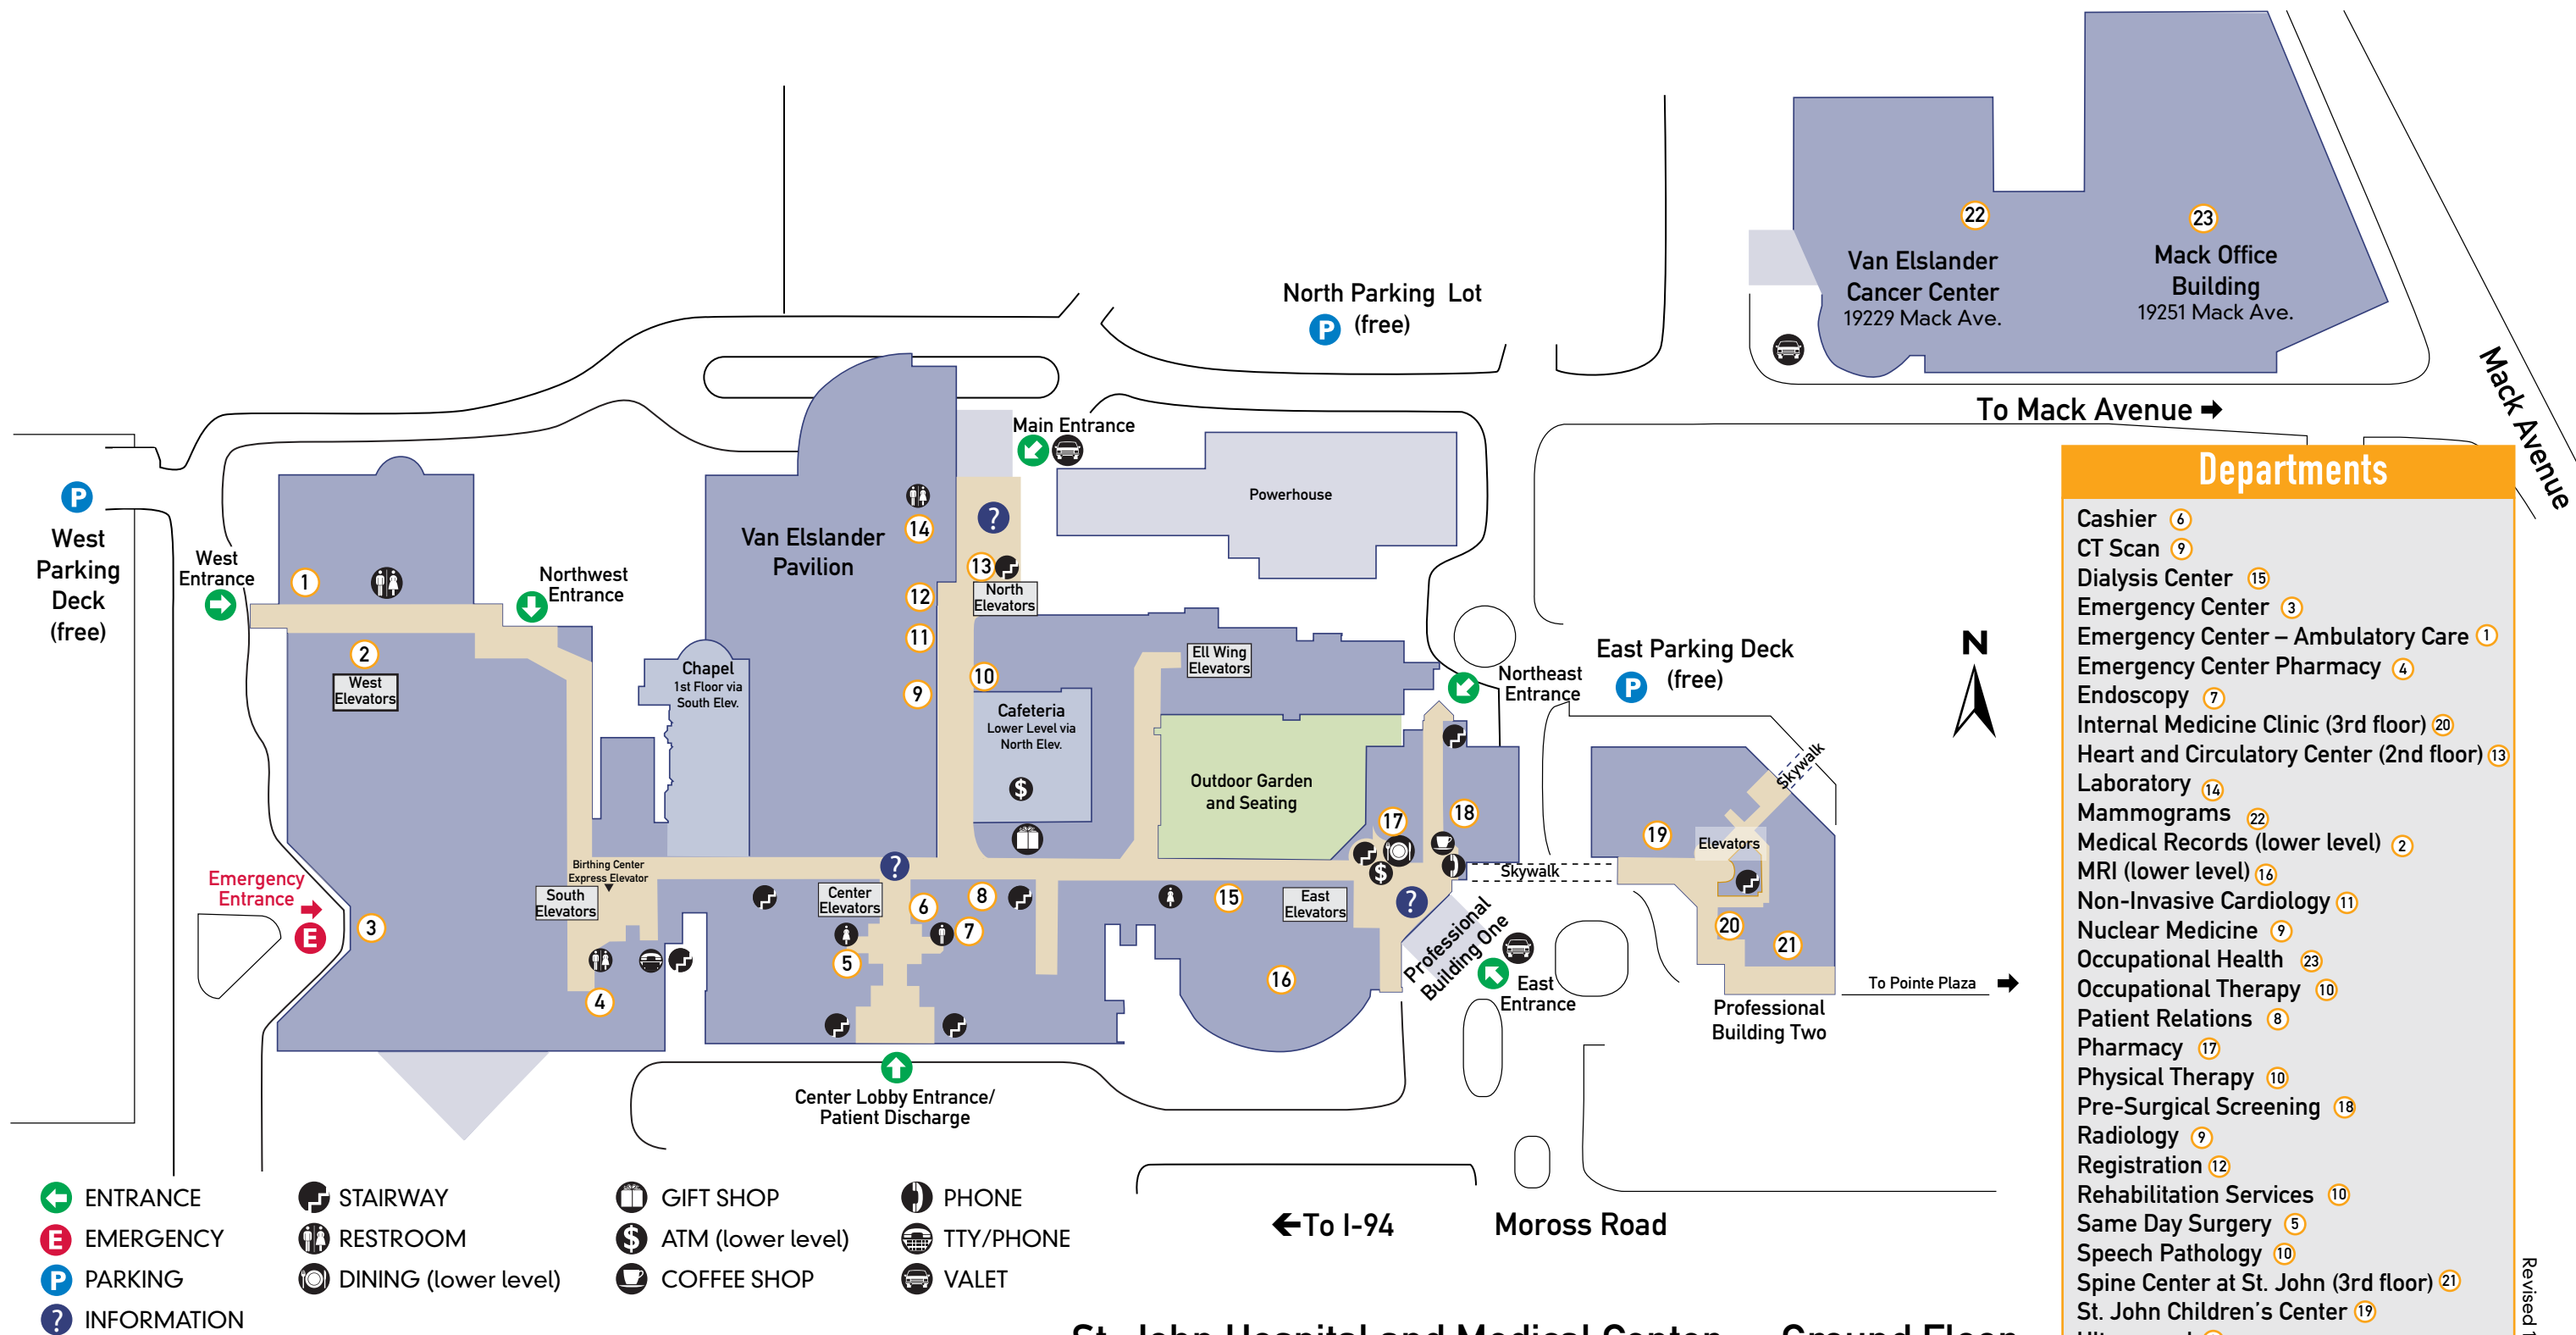 22
23
Van Elslander
Cancer Center
19229 Mack Ave.
Mack Office
Building
19251 Mack Ave.
North Parking Lot
P (free)
Mack Avenue
To Mack Avenue
Main Entrance
Powerhouse
P
West
Parking
Deck
(free)
West
Entrance
1
Northwest
Entrance
2
West
Elevators
Van Elslander
Pavilion
14
?
13
North
Elevators
12
11
10
9
Chapel
1st Floor via
South Elev.
Cafeteria
Lower Level via
North Elev.
$
Ell Wing
Elevators
Outdoor Garden
and Seating
Northeast
Entrance
East Parking Deck
P (free)
N
Skywalk
17
18
19
Elevators
$
Skywalk
Birthing Center
Express Elevator
South
Elevators
?
Center
Elevators
6
8
7
5
15
East
Elevators
?
Emergency
Entrance
E
3
4
16
Professional
Building One
East
Entrance
20
21
To Pointe Plaza
Professional
Building Two
Center Lobby Entrance/
Patient Discharge
ENTRANCE
E EMERGENCY
P PARKING
? INFORMATION
STAIRWAY
RESTROOM
DINING (lower level)
GIFT SHOP
$ ATM (lower level)
COFFEE SHOP
PHONE
TTY/PHONE
VALET
To I-94
Moross Road
Departments
Cashier 6
CT Scan 9
Dialysis Center 15
Emergency Center 3
Emergency Center – Ambulatory Care 1
Emergency Center Pharmacy 4
Endoscopy 7
Internal Medicine Clinic (3rd floor) 20
Heart and Circulatory Center (2nd floor) 13
Laboratory 14
Mammograms 22
Medical Records (lower level) 2
MRI (lower level) 16
Non-Invasive Cardiology 11
Nuclear Medicine 9
Occupational Health 23
Occupational Therapy 10
Patient Relations 8
Pharmacy 17
Physical Therapy 10
Pre-Surgical Screening 18
Radiology 9
Registration 12
Rehabilitation Services 10
Same Day Surgery 5
Speech Pathology 10
Spine Center at St. John (3rd floor) 21
St. John Children's Center 19
Revised
St. John Hospital and Medical Center Ground Floor